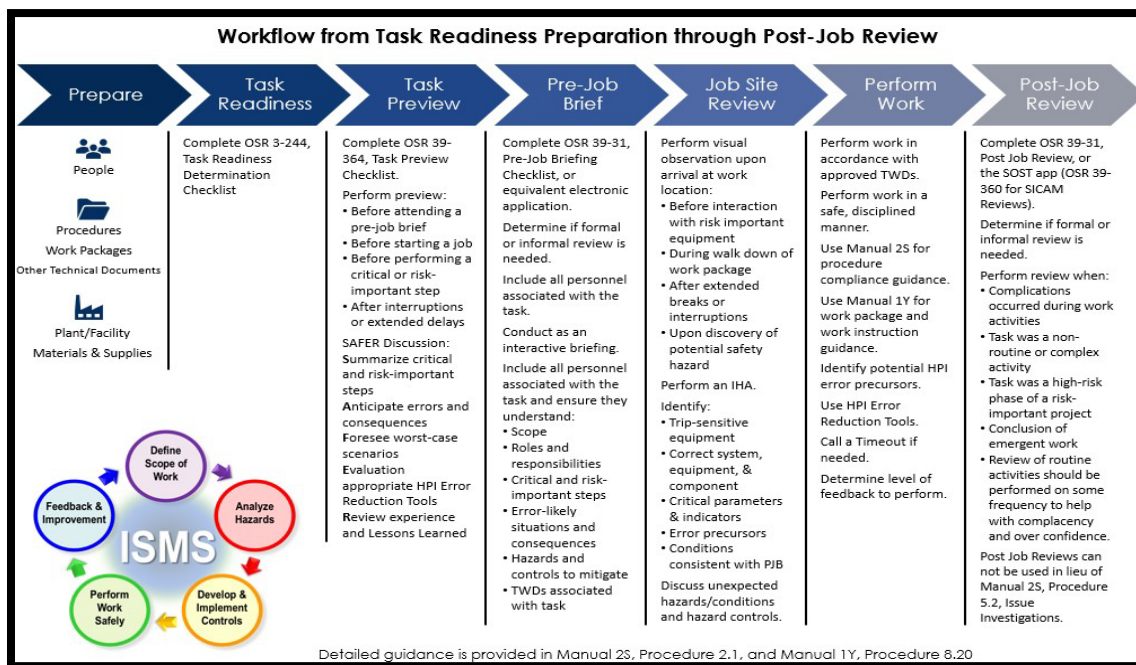 Workflow from Task Readiness Preparation through Post-Job Review
Prepare
Task
Readiness
Task
Preview
Pre-Job
Brief
Job Site
Review
Perform
Work
Post-Job
Review
People
Procedures
Work Packages
Other Technical Documents
Plant/Facility
Materials & Supplies
Complete OSR 3-244,
Task Readiness
Determination
Checklist
Complete OSR 39-
364, Task Preview
Checklist.
Perform preview:
• Before attending a
pre-job brief
• Before starting a job
• Before performing a
critical or risk-
important step
• After interruptions
or extended delays
SAFER Discussion:
Summarize critical
and risk-important
steps
Anticipate errors and
consequences
Foresee worst-case
scenarios
Evaluation
appropriate HPI Error
Reduction Tools
Review experience
and Lessons Learned
Complete OSR 39-31,
Pre-Job Briefing
Checklist, or
equivalent electronic
application.
Determine if formal
or informal review is
needed.
Include all personnel
associated with the
task.
Conduct as an
interactive briefing.
Include all personnel
associated with the
task and ensure they
understand:
• Scope
• Roles and
responsibilities
• Critical and risk-
important steps
• Error-likely
situations and
consequences
• Hazards and
controls to mitigate
• TWDs associated
with task
Perform visual
observation upon
arrival at work
location:
• Before interaction
with risk important
equipment
• During walk down of
work package
• After extended
breaks or
interruptions
• Upon discovery of
potential safety
hazard
Perform an IHA.
Identify:
• Trip-sensitive
equipment
• Correct system,
equipment, &
component
• Critical parameters
& indicators
• Error precursors
• Conditions
consistent with PJB
Discuss unexpected
hazards/conditions
and hazard controls.
Perform work in
accordance with
approved TWDs.
Perform work in a
safe, disciplined
manner.
Use Manual 2S for
procedure
compliance guidance.
Use Manual 1Y for
work package and
work instruction
guidance.
Identify potential HPI
error precursors.
Use HPI Error
Reduction Tools.
Call a Timeout if
needed.
Determine level of
feedback to perform.
Complete OSR 39-31,
Post Job Review, or
the SOST app (OSR 39-
360 for SICAM
Reviews).
Determine if formal or
informal review is
needed.
Perform review when:
• Complications
occurred during work
activities
• Task was a non-
routine or complex
activity
• Task was a high-risk
phase of a risk-
important project
• Conclusion of
emergent work
• Review of routine
activities should be
performed on some
frequency to help
with complacency
and over confidence.
Post Job Reviews can
not be used in lieu of
Manual 2S, Procedure
5.2, Issue
Investigations.
ISMS
Define
Scope of
Work
Analyze
Hazards
Develop &
Implement
Controls
Perform
Work
Safely
Feedback &
Improvement
Detailed guidance is provided in Manual 2S, Procedure 2.1, and Manual 1Y, Procedure 8.20